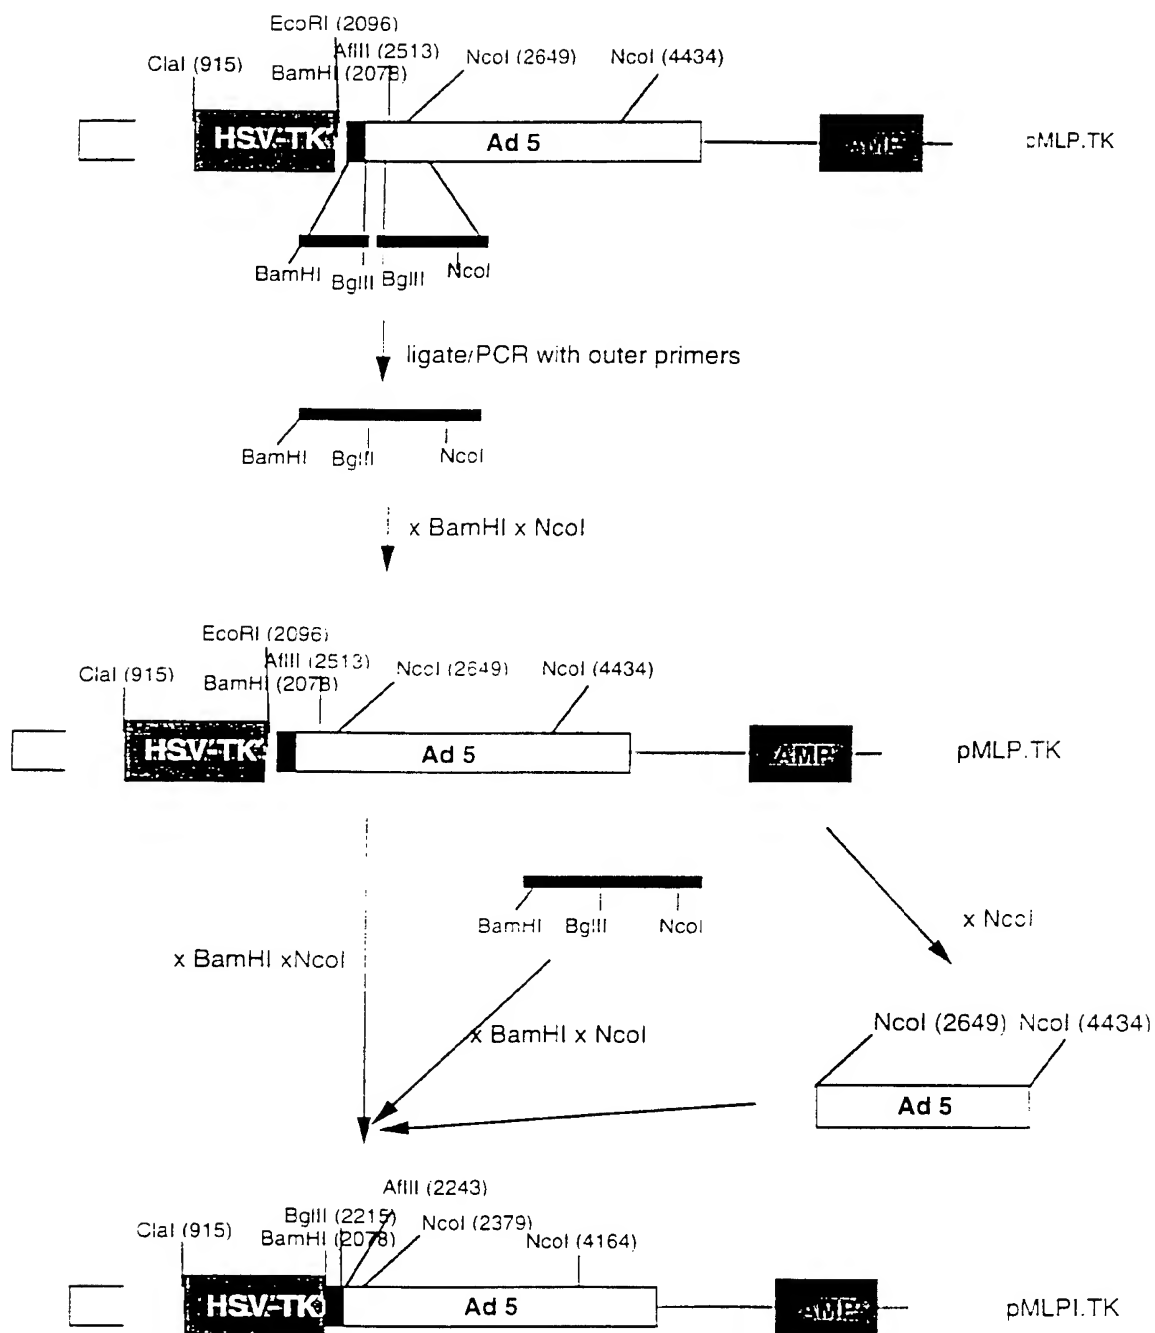 EcoRI (2096)
AflII (2513)
ClaI (915)
BamHI (2078)
NcoI (2649)
NcoI (4434)
HSV-TK
Ad 5
AMP
pMLP.TK
BamHI
BglII
BglII
NcoI
ligate/PCR with outer primers
BamHI
BglII
NcoI
x BamHI x NcoI
EcoRI (2096)
AflII (2513)
ClaI (915)
BamHI (2078)
NcoI (2649)
NcoI (4434)
HSV-TK
Ad 5
AMP
pMLP.TK
BamHI
BglII
NcoI
x NcoI
x BamHI xNcoI
x BamHI x NcoI
NcoI (2649)
NcoI (4434)
Ad 5
AflII (2243)
BglII (2215)
NcoI (2379)
ClaI (915)
BamHI (2078)
NcoI (4164)
HSV-TK
Ad 5
AMP
pMLPI.TK